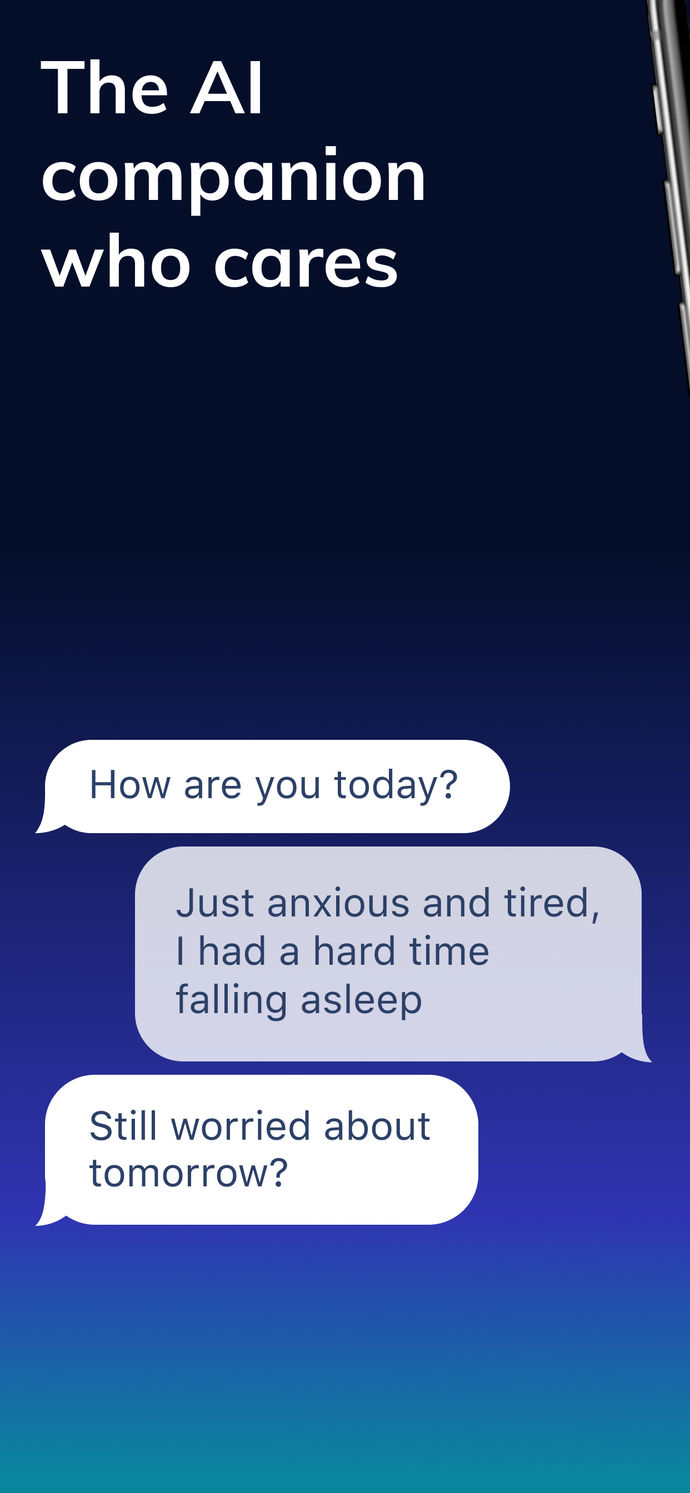 The AI
companion
who cares
How are you today?
Just anxious and tired,
I had a hard time
falling asleep
Still worried about
tomorrow?